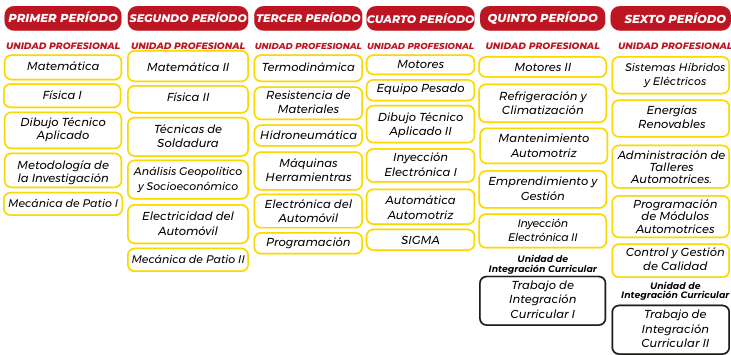 PRIMER PERÍODO
UNIDAD PROFESIONAL
Matemática
Física I
Dibujo Técnico
Aplicado
Metodología de
la Investigación
Mecánica de Patio I
SEGUNDO PERÍODO
UNIDAD PROFESIONAL
Matemática II
Física II
Técnicas de
Soldadura
Análisis Geopolítico
y Socioeconómico
Electricidad del
Automóvil
Mecánica de Patio II
TERCER PERÍODO
UNIDAD PROFESIONAL
Termodinámica
Resistencia de
Materiales
Hidroneumática
Máquinas
Herramientras
Electrónica del
Automóvil
Programación
CUARTO PERÍODO
UNIDAD PROFESIONAL
Motores
Equipo Pesado
Dibujo Técnico
Aplicado II
Inyección
Electrónica I
Automática
Automotriz
SIGMA
QUINTO PERÍODO
UNIDAD PROFESIONAL
Motores II
Refrigeración y
Climatización
Mantenimiento
Automotriz
Emprendimiento y
Gestión
Inyección
Electrónica II
Unidad de
Integración Curricular
Trabajo de
Integración
Curricular I
SEXTO PERÍODO
UNIDAD PROFESIONAL
Sistemas Híbridos
y Eléctricos
Energías
Renovables
Administración de
Talleres
Automotrices.
Programación
de Módulos
Automotrices
Control y Gestión
de Calidad
Unidad de
Integración Curricular
Trabajo de
Integración
Curricular II